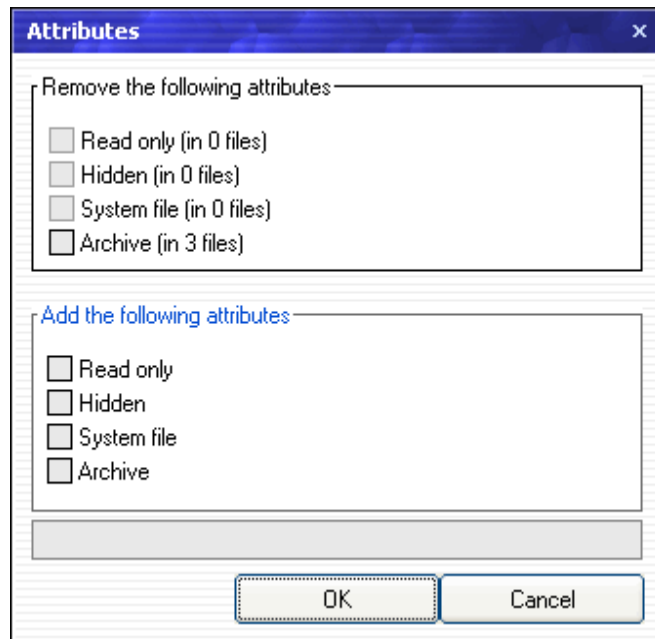 Attributes
Remove the following attributes
Read only (in 0 files)
Hidden (in 0 files)
System file (in 0 files)
Archive (in 3 files)
Add the following attributes
Read only
Hidden
System file
Archive
OK
Cancel